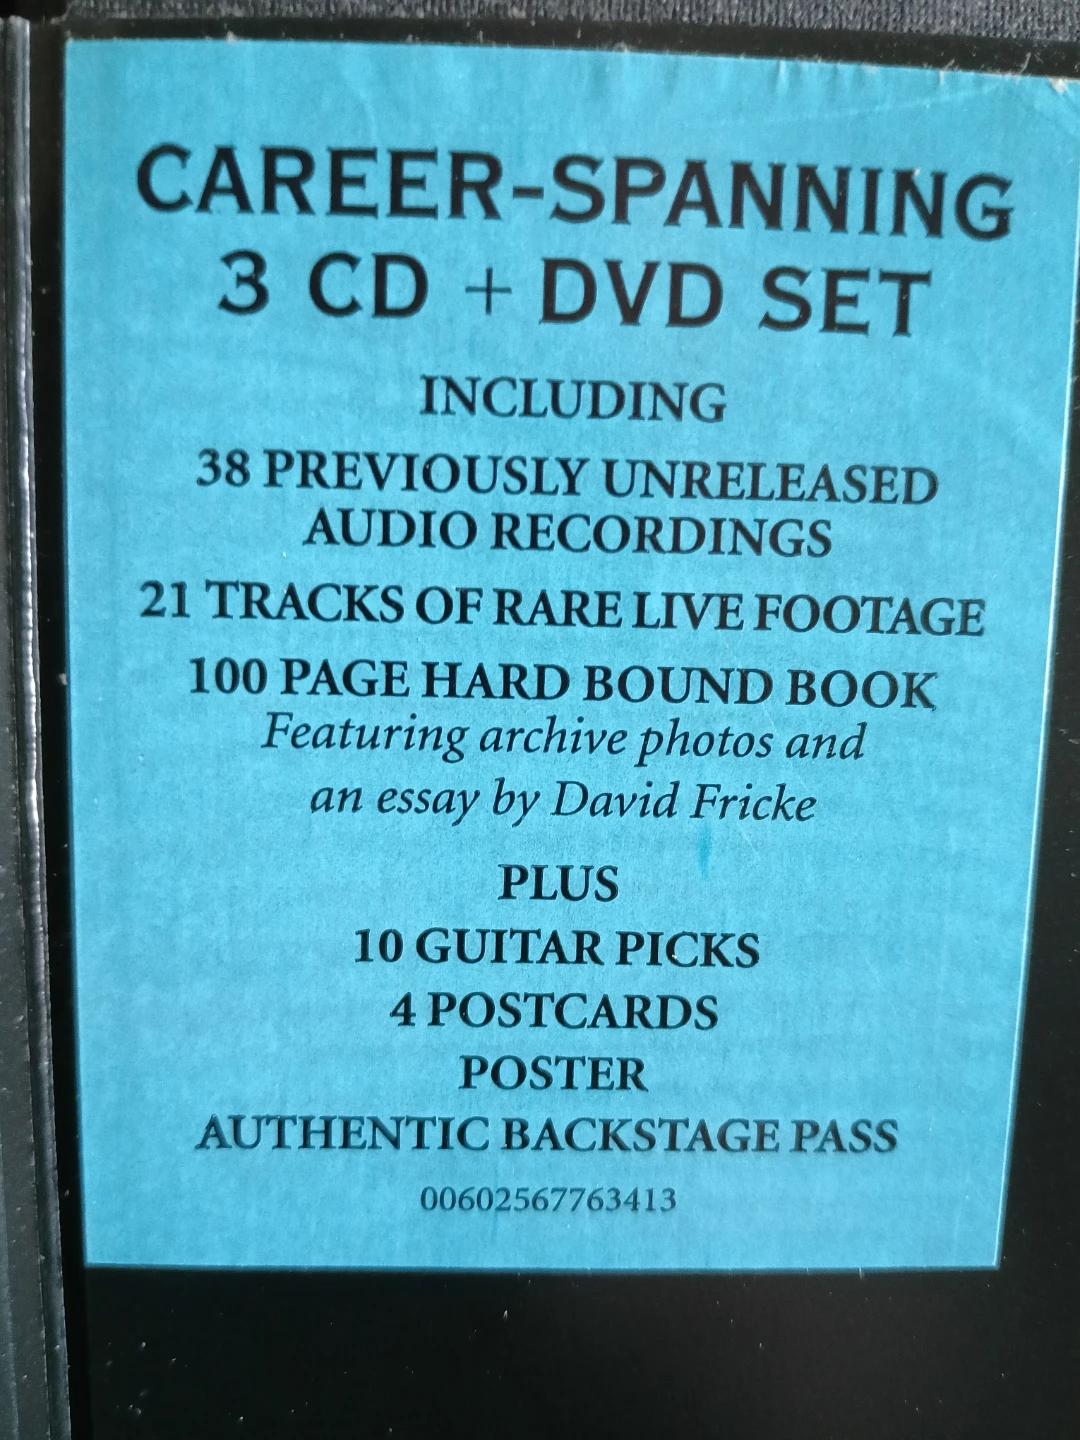 CAREER-SPANNING
3 CD + DVD SET
INCLUDING
38 PREVIOUSLY UNRELEASED
AUDIO RECORDINGS
21 TRACKS OF RARE LIVE FOOTAGE
100 PAGE HARD BOUND BOOK
Featuring archive photos and
an essay by David Fricke
PLUS
10 GUITAR PICKS
4 POSTCARDS
POSTER
AUTHENTIC BACKSTAGE PASS
00602567763413